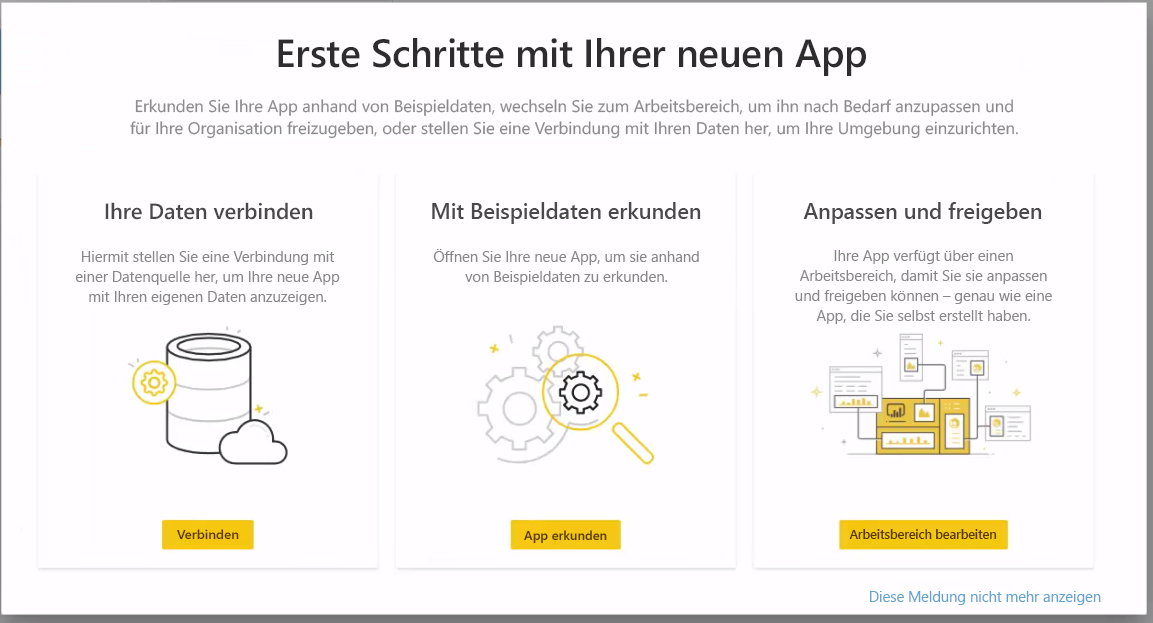 Erste Schritte mit Ihrer neuen App
Erkunden Sie Ihre App anhand von Beispieldaten, wechseln Sie zum Arbeitsbereich, um ihn nach Bedarf anzupassen und
für Ihre Organisation freizugeben, oder stellen Sie eine Verbindung mit Ihren Daten her, um Ihre Umgebung einzurichten.
Ihre Daten verbinden
Hiermit stellen Sie eine Verbindung mit
einer Datenquelle her, um Ihre neue App
mit Ihren eigenen Daten anzuzeigen.
Verbinden
Mit Beispieldaten erkunden
Öffnen Sie Ihre neue App, um sie anhand
von Beispieldaten zu erkunden.
App erkunden
Anpassen und freigeben
Ihre App verfügt über einen
Arbeitsbereich, damit Sie sie anpassen
und freigeben können – genau wie eine
App, die Sie selbst erstellt haben.
Arbeitsbereich bearbeiten
Diese Meldung nicht mehr anzeigen